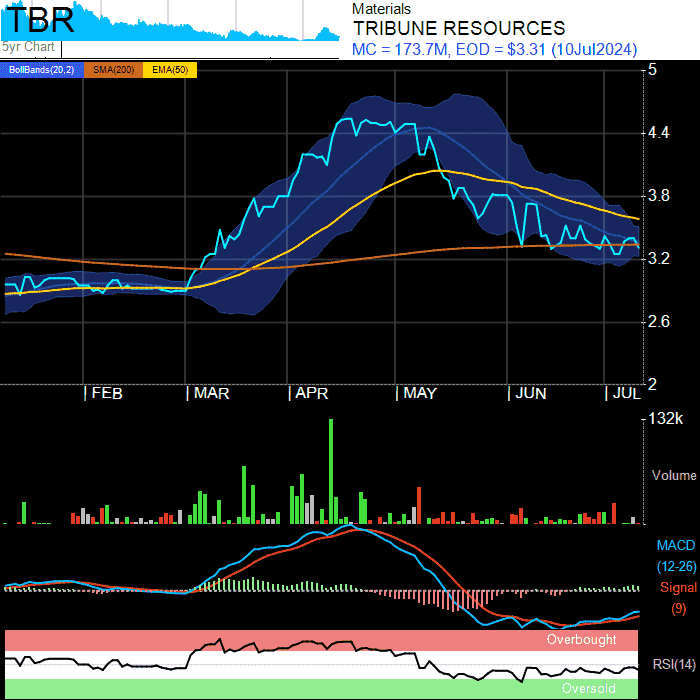 TBR
5yr Chart
Materials
TRIBUNE RESOURCES
MC = 173.7M, EOD = $3.31 (10Jul2024)
BollBands(20,2) SMA(200) EMA(50)
5
4.4
3.8
3.2
2.6
2
FEB MAR APR MAY JUN JUL
132k
Volume
MACD
(12-26)
Signal
(9)
Overbought
RSI(14)
Oversold